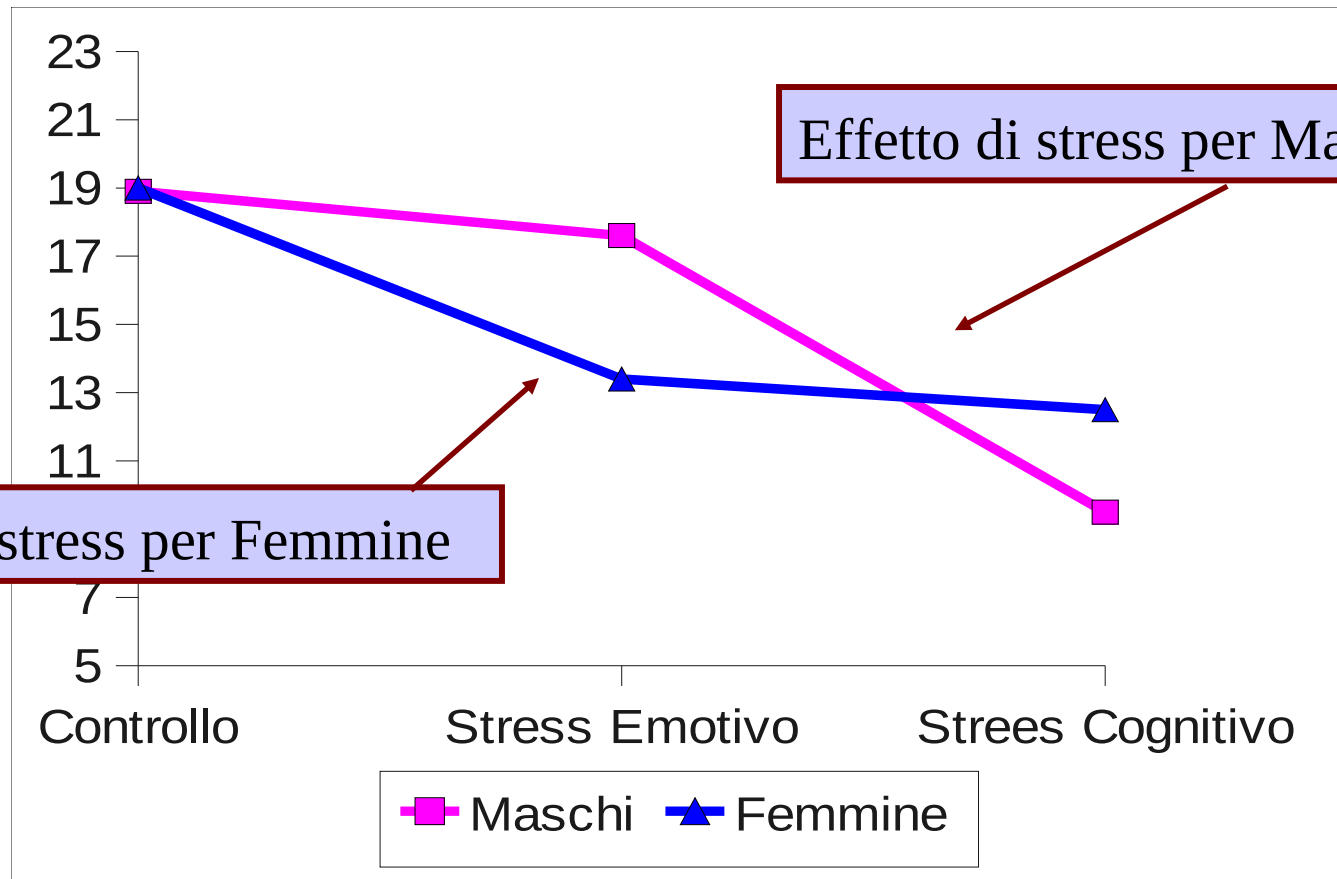 23
21
Effetto di stress per Ma
19
17
15
13
11
stress per Femmine
7
5
Controllo Stress Emotivo Strees Cognitivo
Maschi Femmine